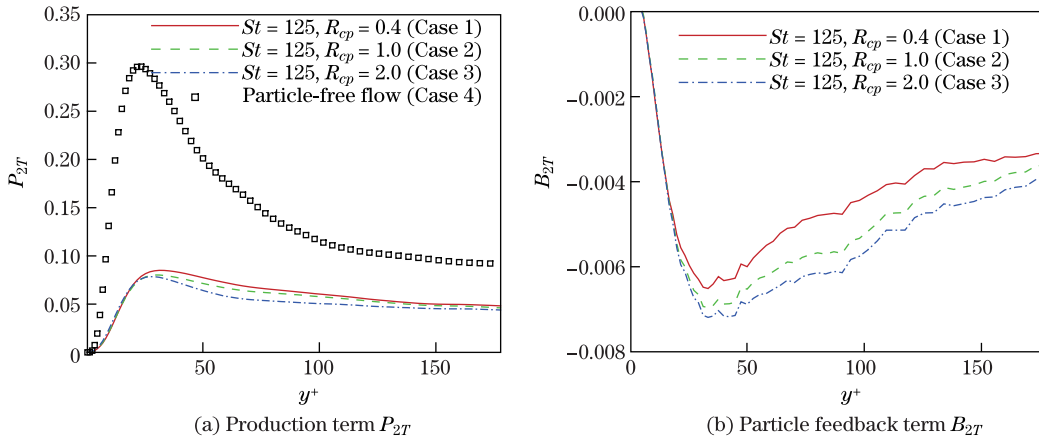 0.35
0.30
0.25
0.20
0.15
0.10
0.05
0
P2T
St = 125, Rcp = 0.4 (Case 1)
St = 125, Rcp = 1.0 (Case 2)
St = 125, Rcp = 2.0 (Case 3)
Particle-free flow (Case 4)
50
100
150
y+
(a) Production term P2T
0.000
−0.002
−0.004
−0.006
−0.008
B2T
St = 125, Rcp = 0.4 (Case 1)
St = 125, Rcp = 1.0 (Case 2)
St = 125, Rcp = 2.0 (Case 3)
0
50
100
150
y+
(b) Particle feedback term B2T